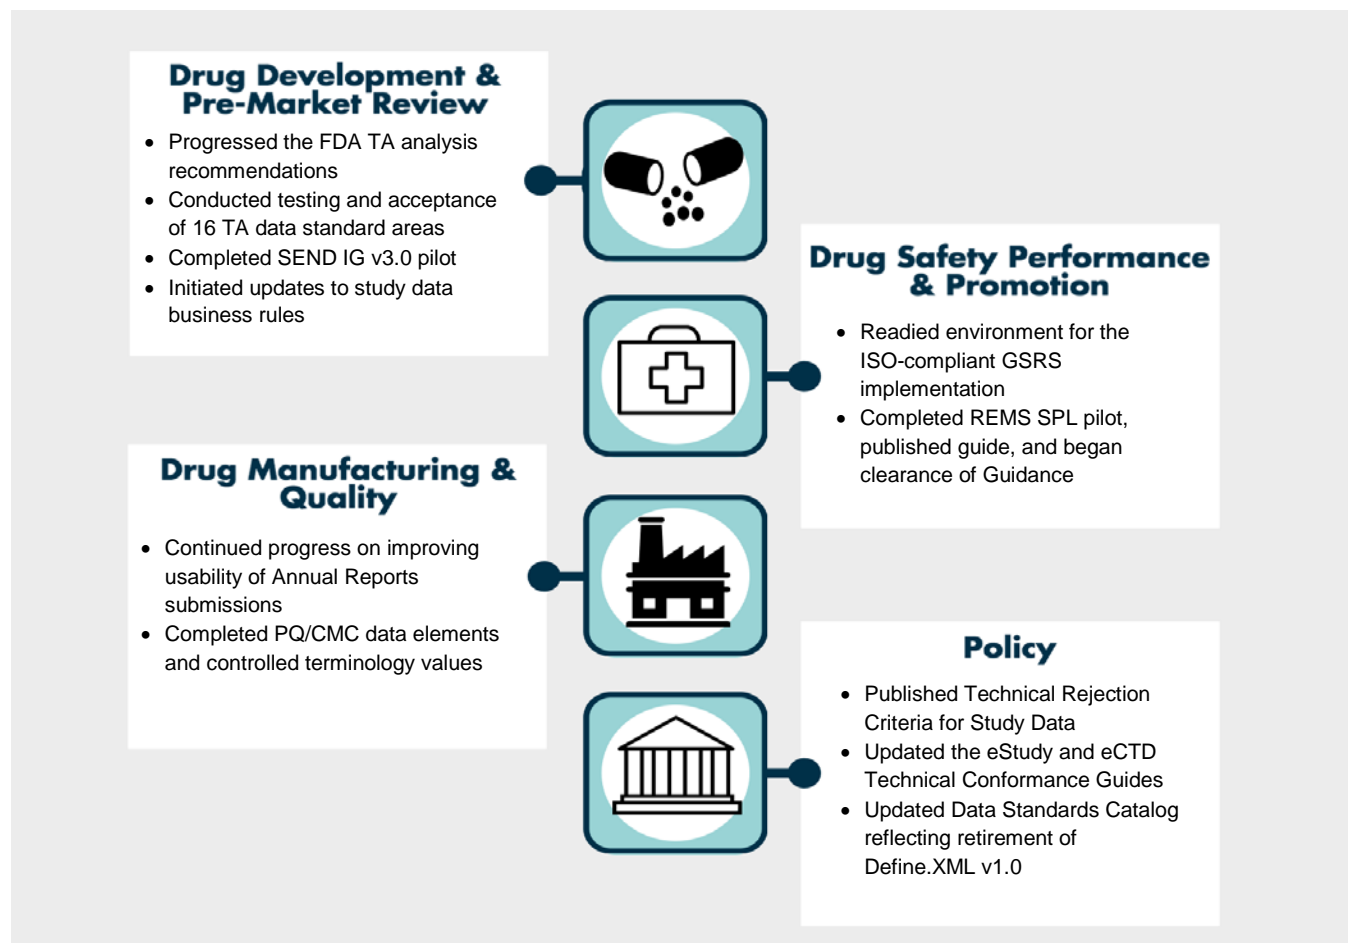 Drug Development &
Pre-Market Review
• Progressed the FDA TA analysis
recommendations
• Conducted testing and acceptance
of 16 TA data standard areas
• Completed SEND IG v3.0 pilot
• Initiated updates to study data
business rules
Drug Safety Performance
& Promotion
• Readied environment for the
ISO-compliant GSRS
implementation
• Completed REMS SPL pilot,
published guide, and began
clearance of Guidance
Drug Manufacturing &
Quality
• Continued progress on improving
usability of Annual Reports
submissions
• Completed PQ/CMC data elements
and controlled terminology values
Policy
• Published Technical Rejection
Criteria for Study Data
• Updated the eStudy and eCTD
Technical Conformance Guides
• Updated Data Standards Catalog
reflecting retirement of
Define.XML v1.0